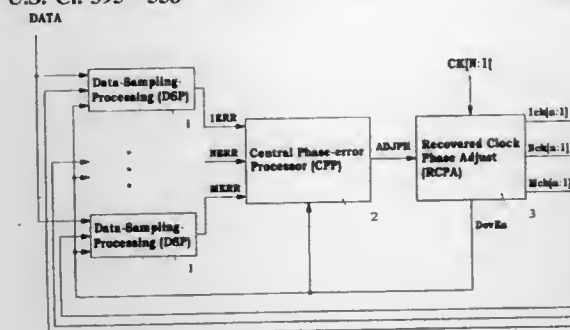 U.S. Cl. 395—558
DATA
Data-Sampling-
Processing (DSP)
1
CK[N:1]
1ERR
NERR
MERR
Central Phase-error
Processor (CPP)
2
ADJPH
Recovered Clock
Phase Adjust
(RCPA)
3
1ck[n:1]
Nck[n:1]
Mck[n:1]
Data-Sampling-
Processing (DSP)
1
DevEn